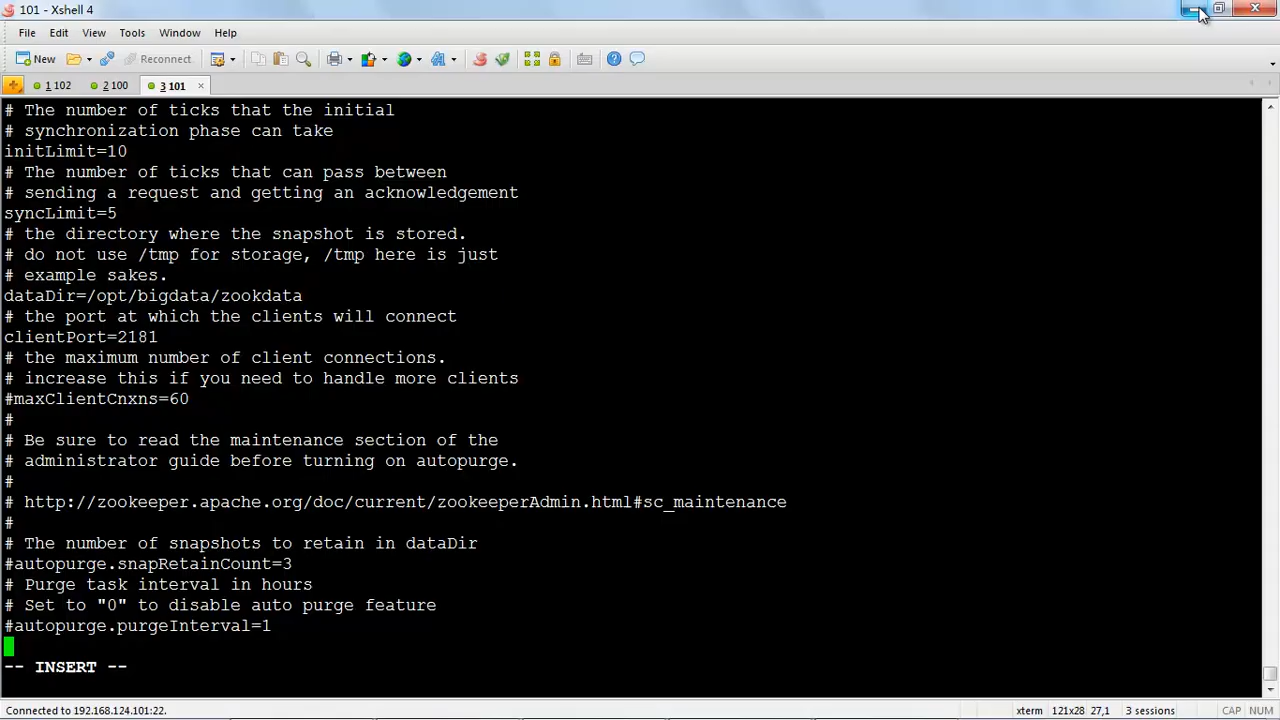 101 - Xshell 4
File Edit View Tools Window Help
New Reconnect
1 102 2 100 3 101
# The number of ticks that the initial
# synchronization phase can take
initLimit=10
# The number of ticks that can pass between
# sending a request and getting an acknowledgement
syncLimit=5
# the directory where the snapshot is stored.
# do not use /tmp for storage, /tmp here is just
# example sakes.
dataDir=/opt/bigdata/zookdata
# the port at which the clients will connect
clientPort=2181
# the maximum number of client connections.
# increase this if you need to handle more clients
#maxClientCnxns=60
#
# Be sure to read the maintenance section of the
# administrator guide before turning on autopurge.
#
# http://zookeeper.apache.org/doc/current/zookeeperAdmin.html#sc_maintenance
#
# The number of snapshots to retain in dataDir
#autopurge.snapRetainCount=3
# Purge task interval in hours
# Set to "0" to disable auto purge feature
#autopurge.purgeInterval=1
-- INSERT --
Connected to 192.168.124.101:22. xterm 121x28 27,1 3 sessions CAP NUM